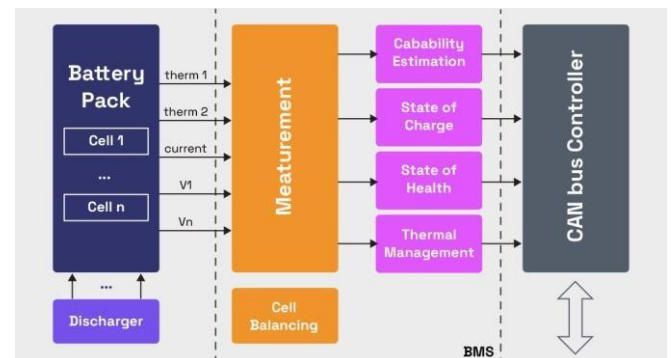 Battery
Pack
Cell 1
...
Cell n
...
Discharger
therm 1
therm 2
current
V1
Vn
Meaturement
Cell
Balancing
Cabability
Estimation
State of
Charge
State of
Health
Thermal
Management
BMS
CAN bus Controller